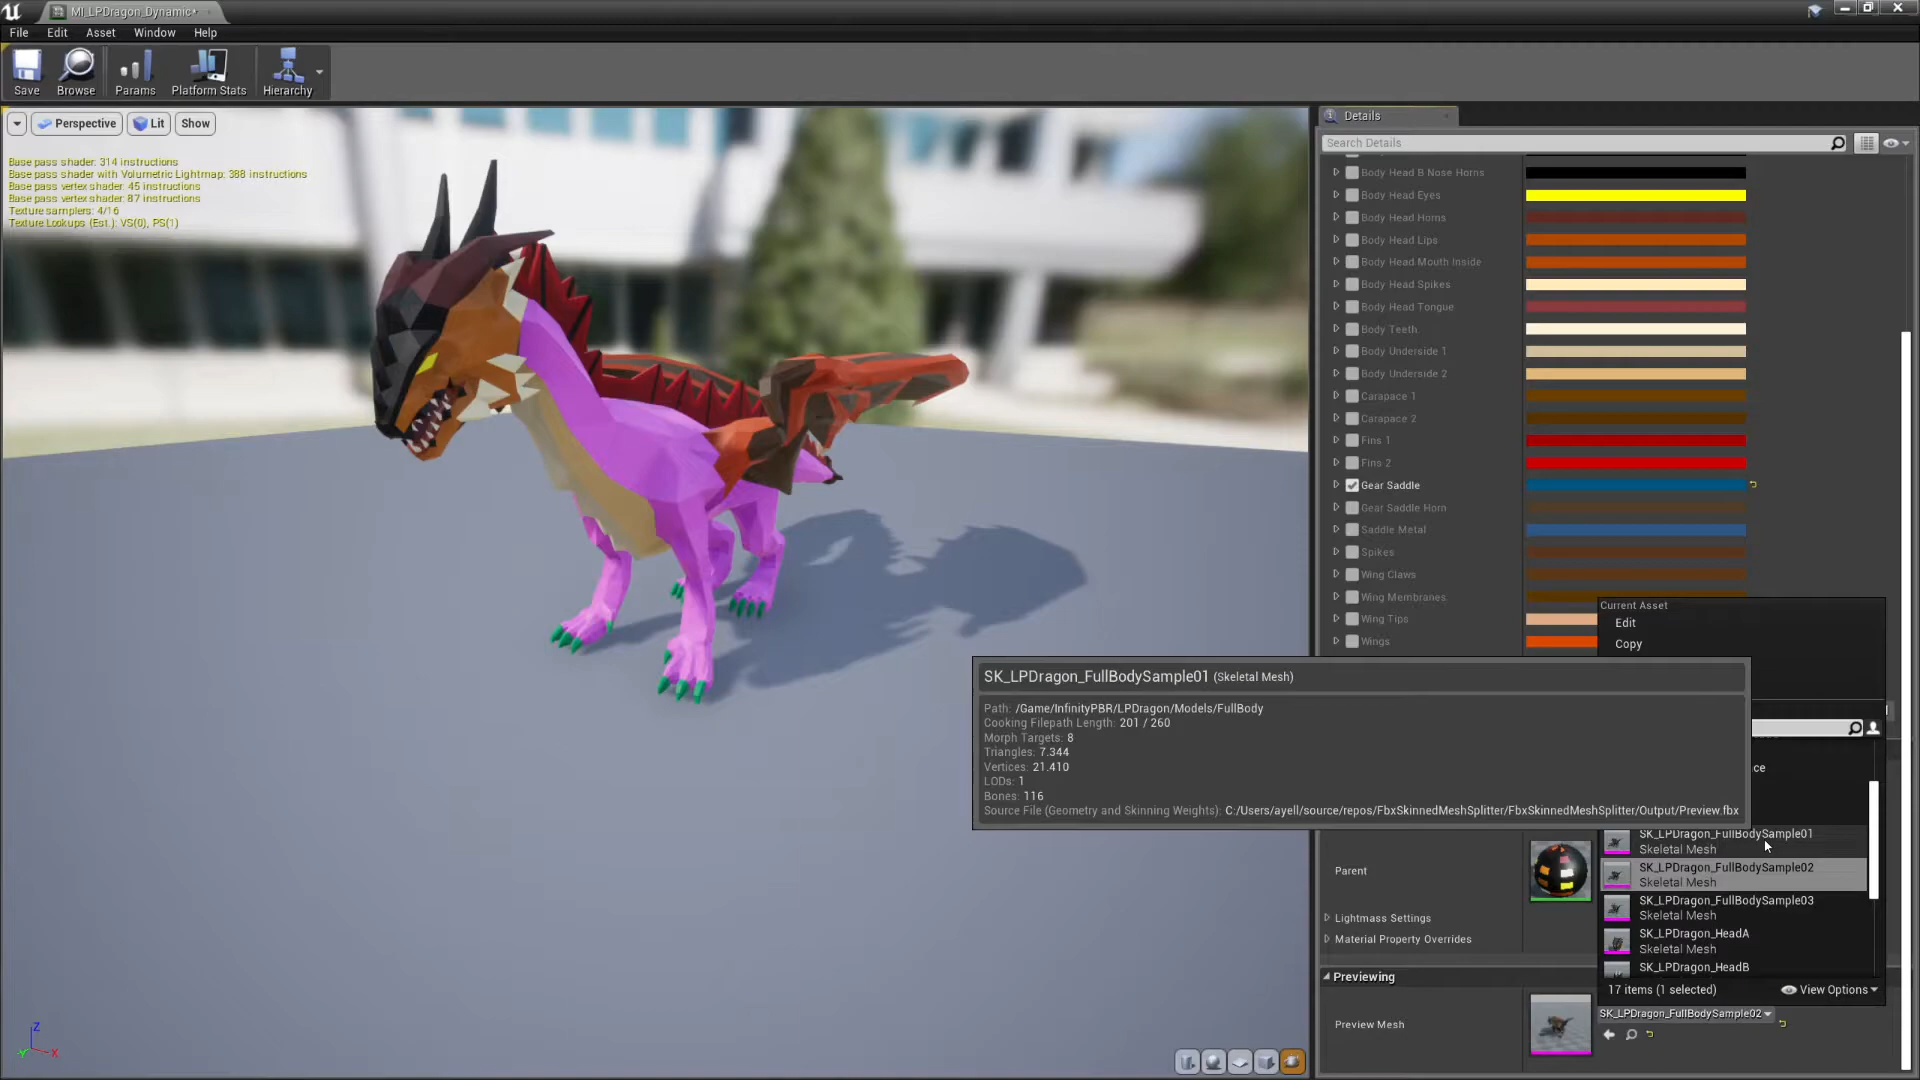 MI_LPDragon_Dynamic*
File Edit Asset Window Help
Save Browse Params Platform Stats Hierarchy
Perspective Lit Show
Base pass shader: 314 instructions
Base pass shader with Volumetric Lightmap: 388 instructions
Base pass vertex shader: 45 instructions
Base pass vertex shader: 87 instructions
Texture samplers: 4/16
Texture Lookups (Est.): VS(0), PS(1)
Details
Search Details
Body Head B Nose Horns
Body Head Eyes
Body Head Horns
Body Head Lips
Body Head Mouth Inside
Body Head Spikes
Body Head Tongue
Body Teeth
Body Underside 1
Body Underside 2
Carapace 1
Carapace 2
Fins 1
Fins 2
Gear Saddle
Gear Saddle Horn
Saddle Metal
Spikes
Wing Claws
Wing Membranes
Wing Tips
Wings
Current Asset
Edit
Copy
SK_LPDragon_FullBodySample01 (Skeletal Mesh)
Path: /Game/InfinityPBR/LPDragon/Models/FullBody
Cooking Filepath Length: 201 / 260
Morph Targets: 8
Triangles: 7.344
Vertices: 21.410
LODs: 1
Bones: 116
Source File (Geometry and Skinning Weights): C:/Users/ayell/source/repos/FbxSkinnedMeshSplitter/FbxSkinnedMeshSplitter/Output/Preview.fbx
ce
SK_LPDragon_FullBodySample01
Skeletal Mesh
SK_LPDragon_FullBodySample02
Skeletal Mesh
SK_LPDragon_FullBodySample03
Skeletal Mesh
SK_LPDragon_HeadA
Skeletal Mesh
SK_LPDragon_HeadB
17 items (1 selected) View Options
Parent
Lightmass Settings
Material Property Overrides
Previewing
Preview Mesh
SK_LPDragon_FullBodySample02
Z
Y
X